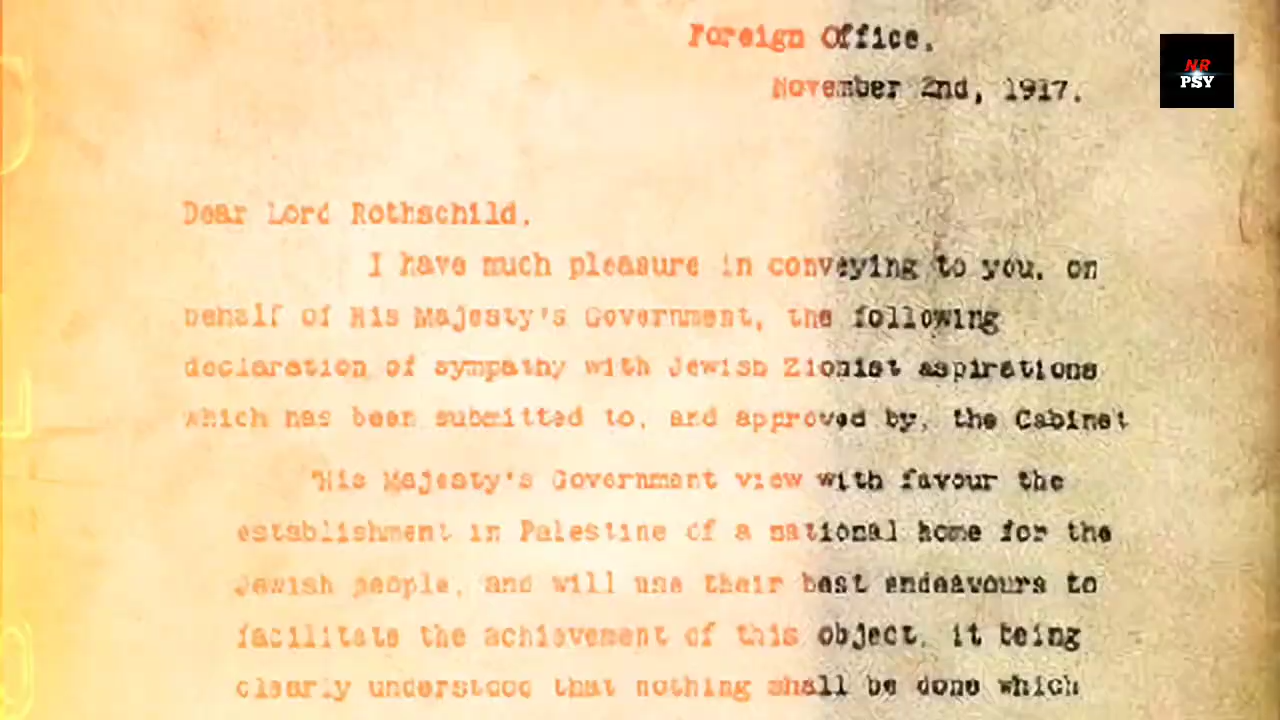 Foreign Office,
November 2nd, 1917.
NR
PSY
Dear Lord Rothschild,
I have much pleasure in conveying to you, on
behalf of His Majesty's Government, the following
declaration of sympathy with Jewish Zionist aspirations
which has been submitted to, and approved by, the Cabinet
"His Majesty's Government view with favour the
establishment in Palestine of a national home for the
Jewish people, and will use their best endeavours to
facilitate the achievement of this object, it being
clearly understood that nothing shall be done which